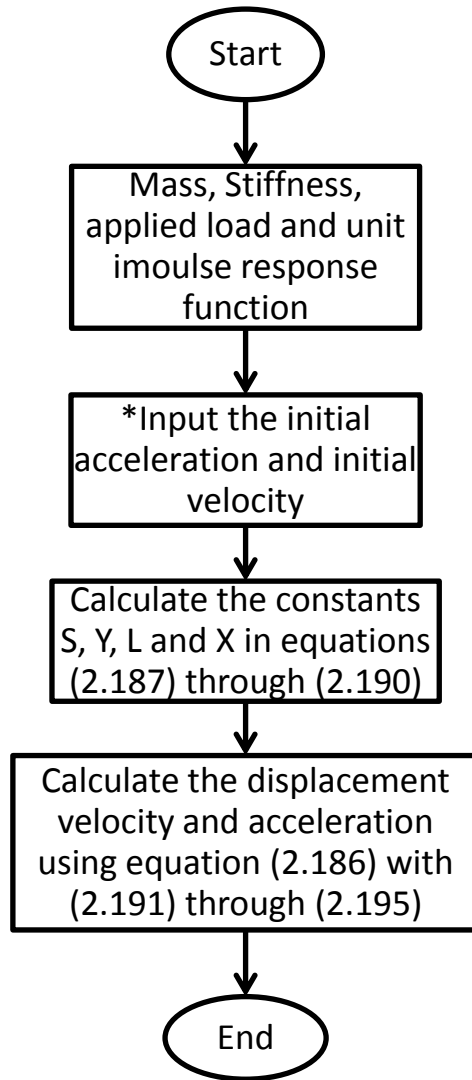 Start
Mass, Stiffness,
applied load and unit
imoulse response
function
*Input the initial
acceleration and initial
velocity
Calculate the constants
S, Y, L and X in equations
(2.187) through (2.190)
Calculate the displacement
velocity and acceleration
using equation (2.186) with
(2.191) through (2.195)
End